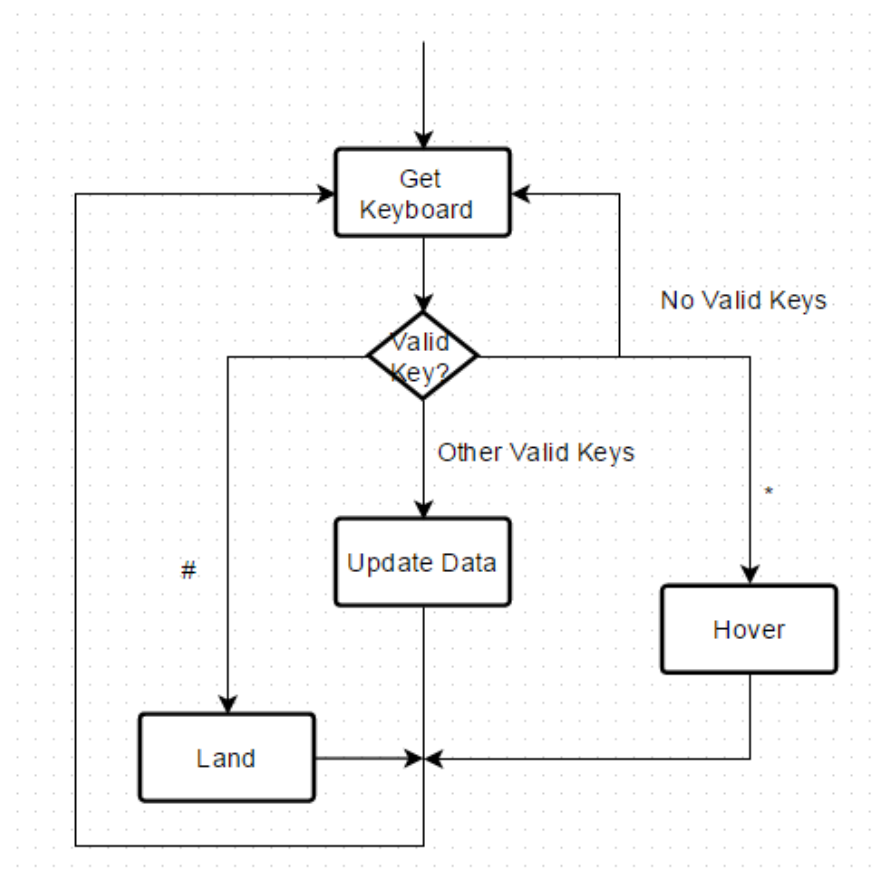 Get
Keyboard
No Valid Keys
Valid
Key?
Other Valid Keys
*
Update Data
#
Hover
Land